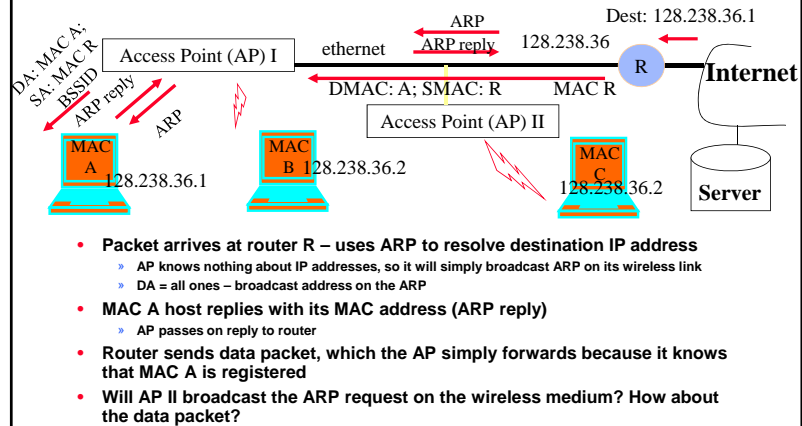 ARP
Dest: 128.238.36.1
DA: MAC A;
SA: MAC R
BSSID
Access Point (AP) I
ethernet
ARP reply
128.238.36
R
Internet
ARP reply
ARP
DMAC: A; SMAC: R
MAC R
Access Point (AP) II
MAC
A
128.238.36.1
MAC
B
128.238.36.2
MAC
C
128.238.36.2
Server
• Packet arrives at router R – uses ARP to resolve destination IP address
» AP knows nothing about IP addresses, so it will simply broadcast ARP on its wireless link
» DA = all ones – broadcast address on the ARP
• MAC A host replies with its MAC address (ARP reply)
» AP passes on reply to router
• Router sends data packet, which the AP simply forwards because it knows
that MAC A is registered
• Will AP II broadcast the ARP request on the wireless medium? How about
the data packet?